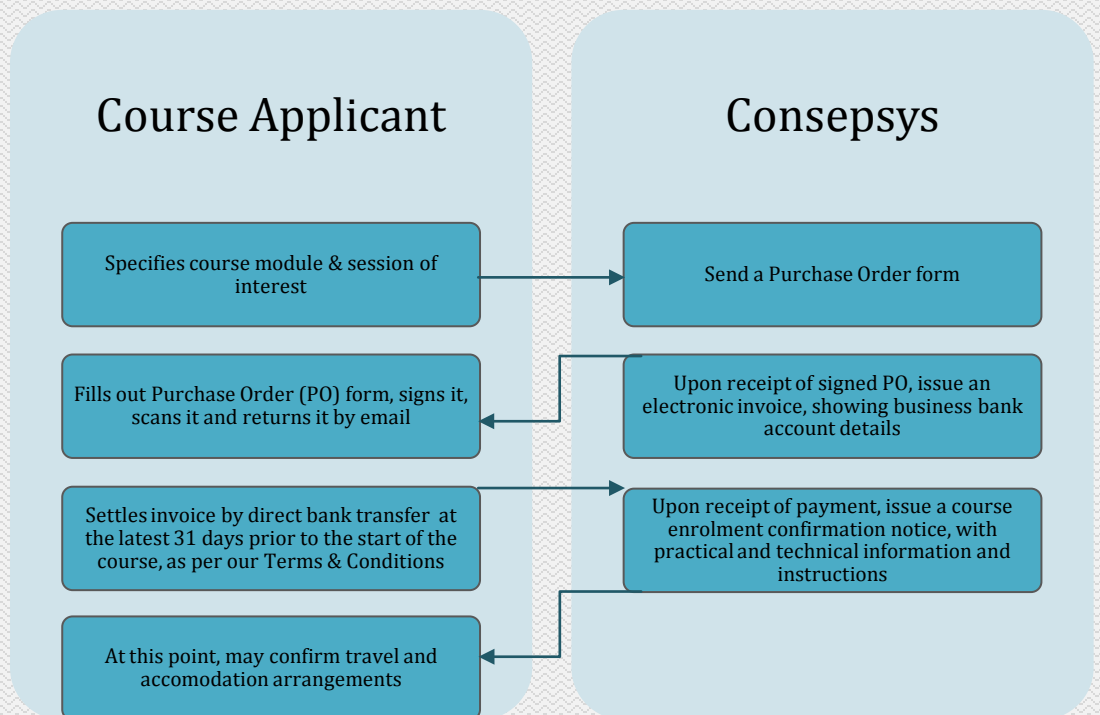 Course Applicant
Specifies course module & session of
interest
Fills out Purchase Order (PO) form, signs it,
scans it and returns it by email
Settles invoice by direct bank transfer at
the latest 31 days prior to the start of the
course, as per our Terms & Conditions
At this point, may confirm travel and
accomodation arrangements
Consepsys
Send a Purchase Order form
Upon receipt of signed PO, issue an
electronic invoice, showing business bank
account details
Upon receipt of payment, issue a course
enrolment confirmation notice, with
practical and technical information and
instructions